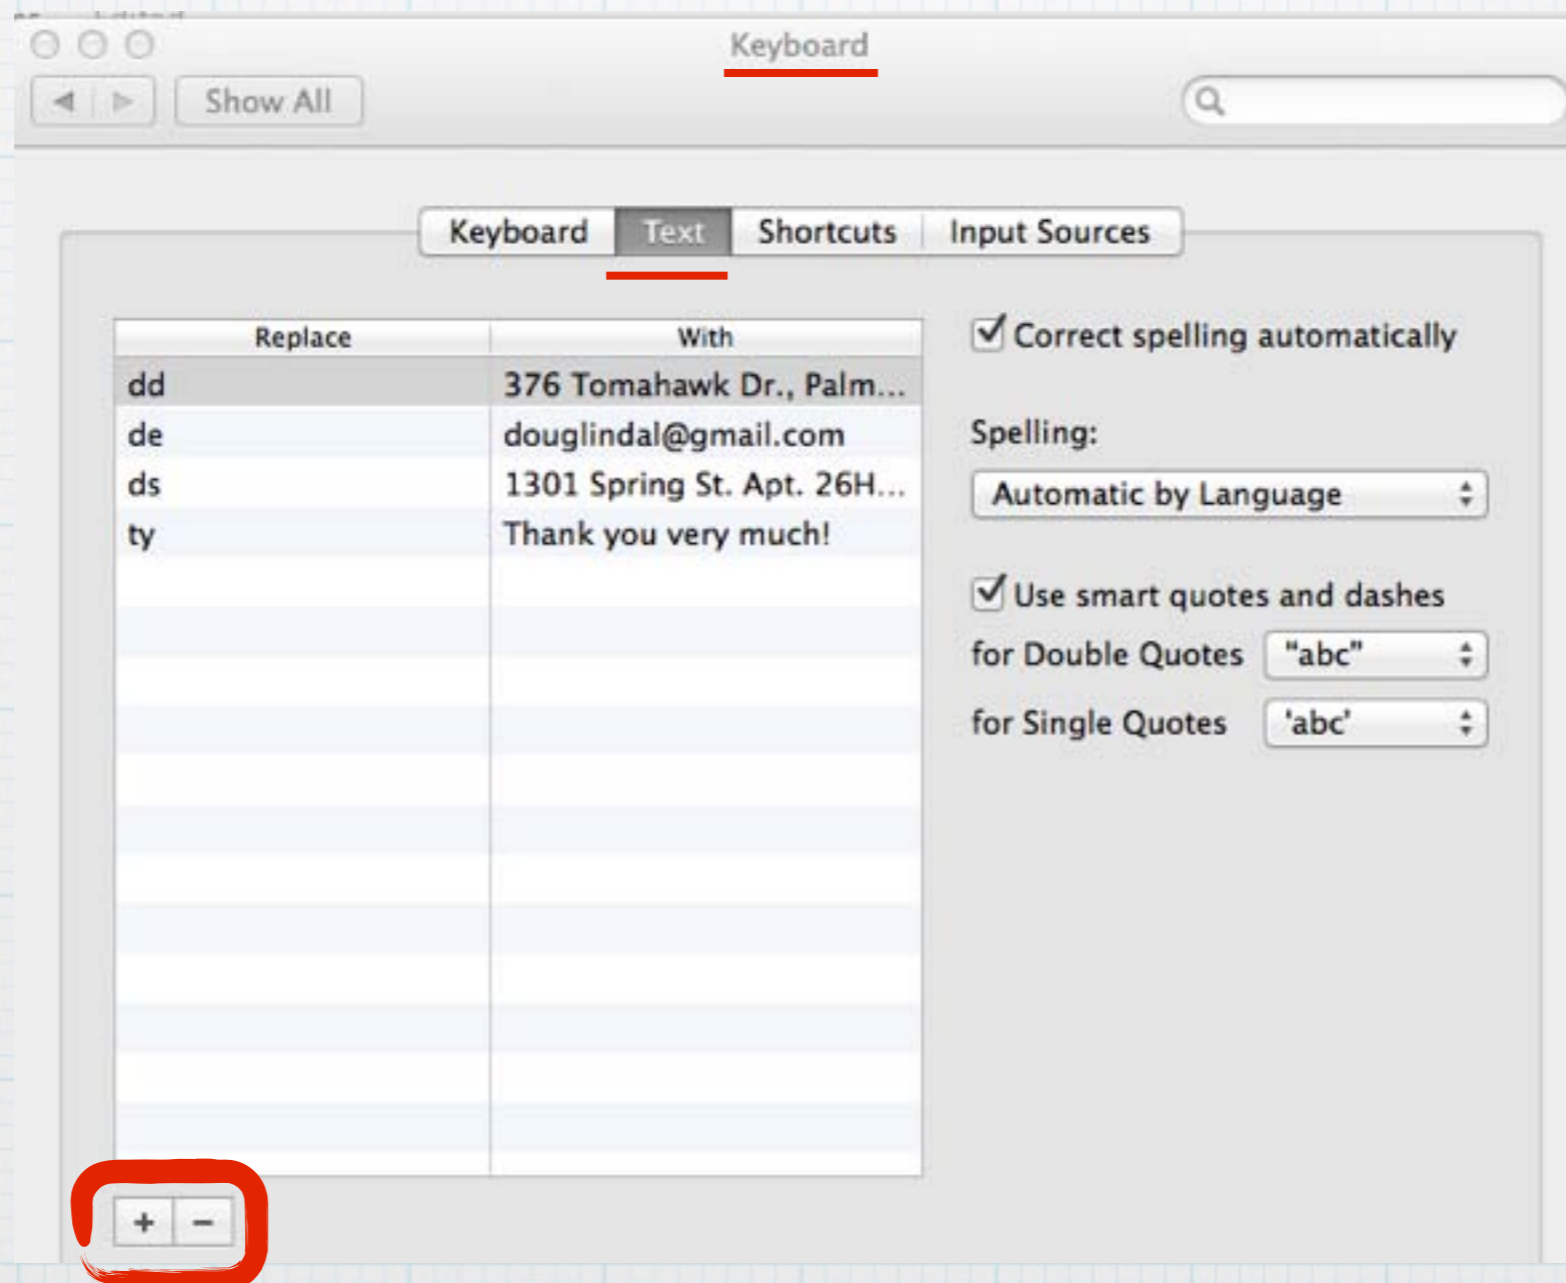 Keyboard
Show All
Keyboard Text Shortcuts Input Sources
Replace With
dd 376 Tomahawk Dr., Palm...
de douglindal@gmail.com
ds 1301 Spring St. Apt. 26H...
ty Thank you very much!
Correct spelling automatically
Spelling:
Automatic by Language
Use smart quotes and dashes
for Double Quotes “abc”
for Single Quotes ‘abc’
+ −